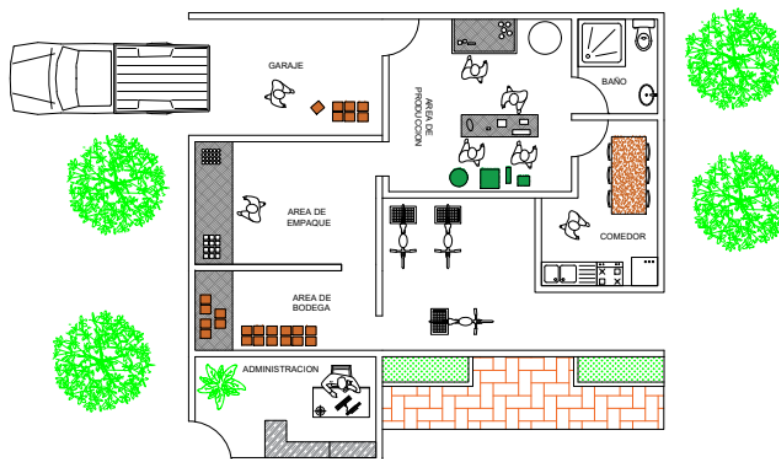 GARAJE
AREA DE
PRODUCCION
BAÑO
AREA DE
EMPAQUE
COMEDOR
AREA DE
BODEGA
ADMINISTRACION